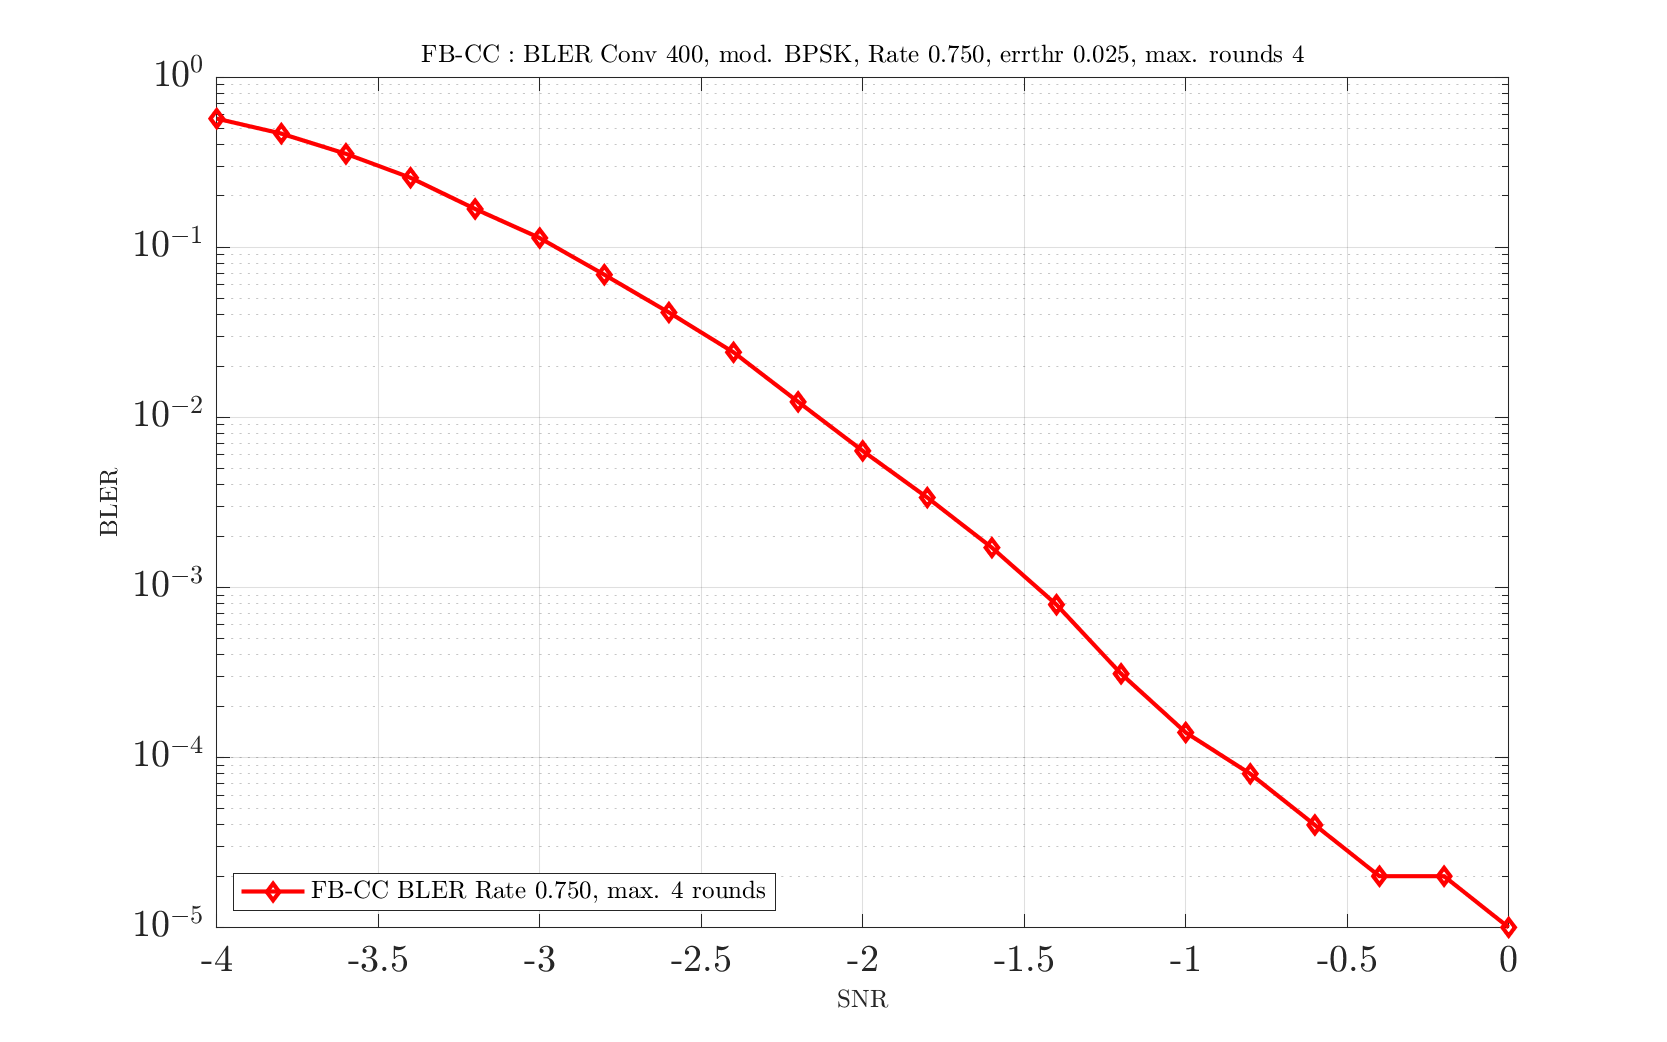 FB-CC : BLER Conv 400, mod. BPSK, Rate 0.750, errthr 0.025, max. rounds 4
10^0
10^−1
10^−2
10^−3
10^−4
10^−5
BLER
FB-CC BLER Rate 0.750, max. 4 rounds
-4 -3.5 -3 -2.5 -2 -1.5 -1 -0.5 0
SNR